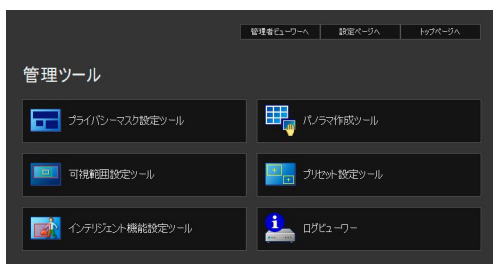 管理者ビューワーへ 設定ページへ トップページへ
管理ツール
プライバシーマスク設定ツール パノラマ作成ツール
可視範囲設定ツール プリセット設定ツール
インテリジェント機能設定ツール ログビューワー